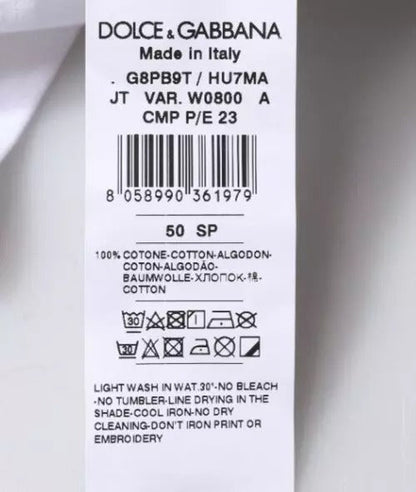 DOLCE & GABBANA
Made in Italy
. G8PB9T / HU7MA
JT VAR. W0800 A
CMP P/E 23
8 058990 361979
50 SP
100% COTONE-COTTON-ALGODON-
COTON-ALGODÃO-
BAUMWOLLE-ХЛОПОК-棉-
COTTON
30
30
LIGHT WASH IN WAT.30°-NO BLEACH
-NO TUMBLER-LINE DRYING IN THE
SHADE-COOL IRON-NO DRY
CLEANING-DON'T IRON PRINT OR
EMBROIDERY